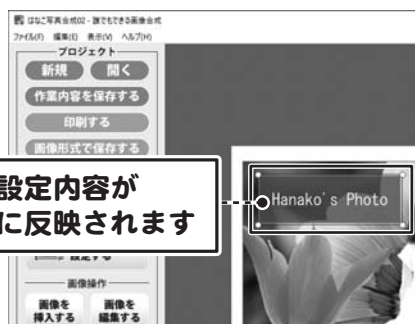 はなこ写真合成02 - 誰でもできる画像合成
ファイル(F) 編集(E) 表示(V) ヘルプ(H)
プロジェクト
新規 開く
作業内容を保存する
印刷する
画像形式で保存する
設定内容が
に反映されます
設定する
画像操作
画像を挿入する 画像を編集する
Hanako's Photo